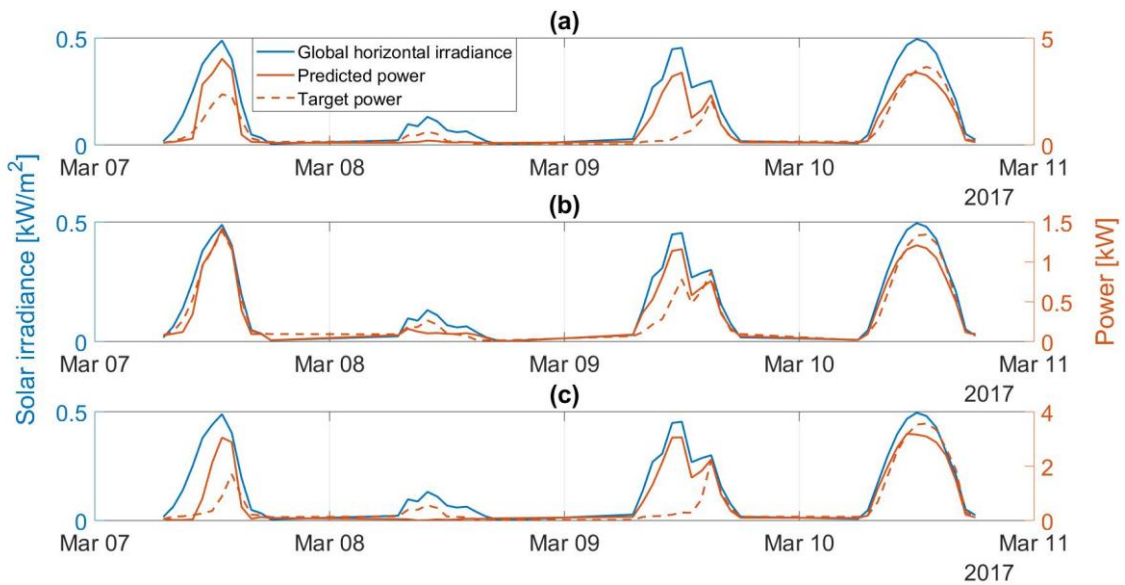 (a)
0.5
5
Global horizontal irradiance
Predicted power
Target power
0
0
Mar 07
Mar 08
Mar 09
Mar 10
Mar 11
2017
Solar irradiance [kW/m²]
Power [kW]
(b)
0.5
1.5
1
0.5
0
0
Mar 07
Mar 08
Mar 09
Mar 10
Mar 11
2017
(c)
0.5
4
2
0
0
Mar 07
Mar 08
Mar 09
Mar 10
Mar 11
2017